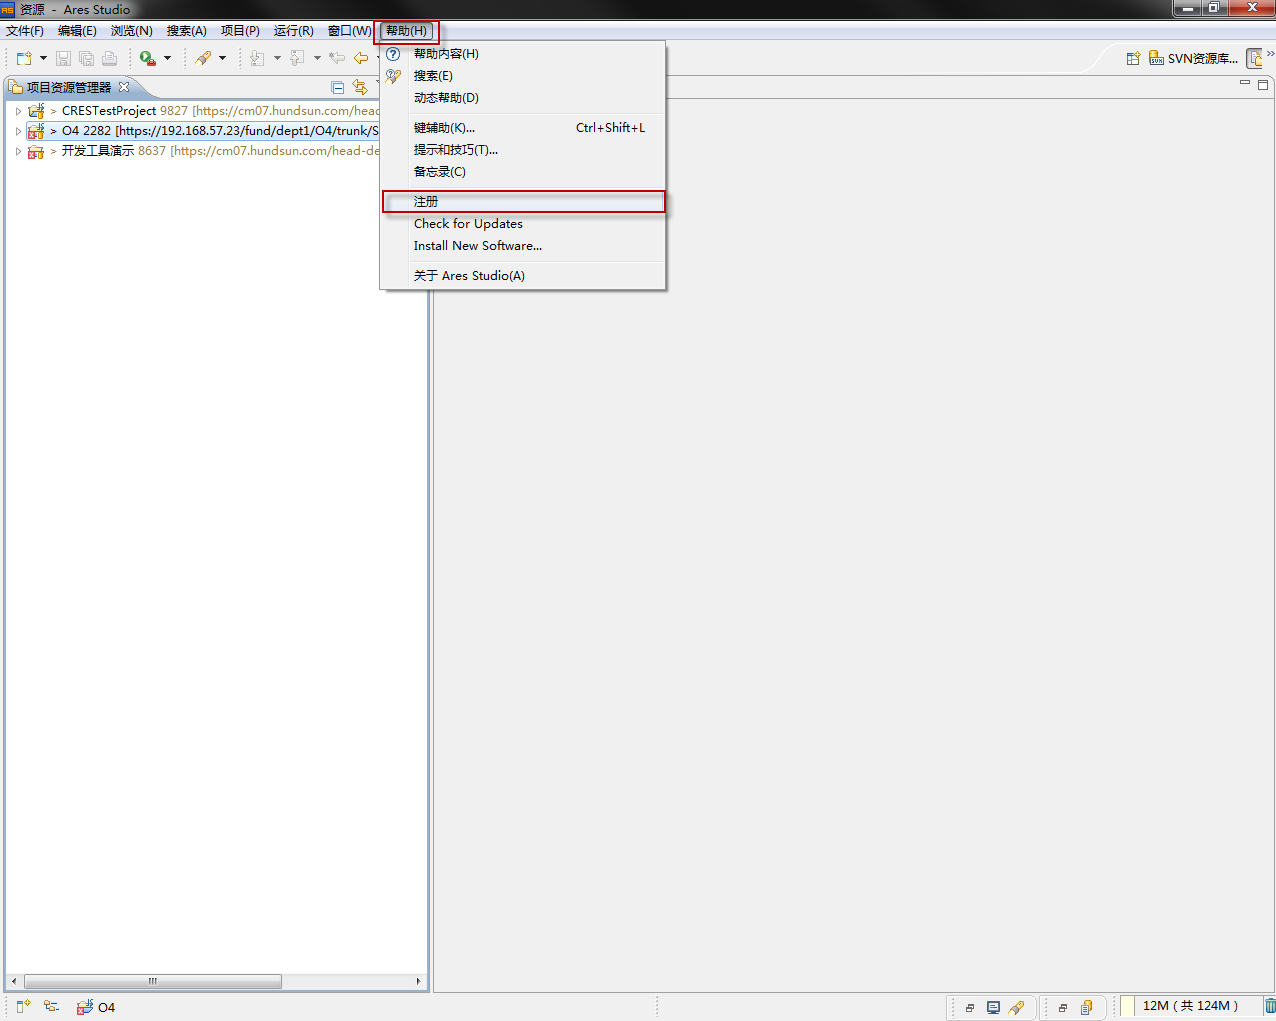 资源 - Ares Studio
文件(F) 编辑(E) 浏览(N) 搜索(A) 项目(P) 运行(R) 窗口(W) 帮助(H)
SVN资源库...
项目资源管理器
> CRESTestProject 9827 [https://cm07.hundsun.com/head
> O4 2282 [https://192.168.57.23/fund/dept1/O4/trunk/S
> 开发工具演示 8637 [https://cm07.hundsun.com/head-de
帮助内容(H)
搜索(E)
动态帮助(D)
键辅助(K)... Ctrl+Shift+L
提示和技巧(T)...
备忘录(C)
注册
Check for Updates
Install New Software...
关于 Ares Studio(A)
O4
12M ( 共 124M )